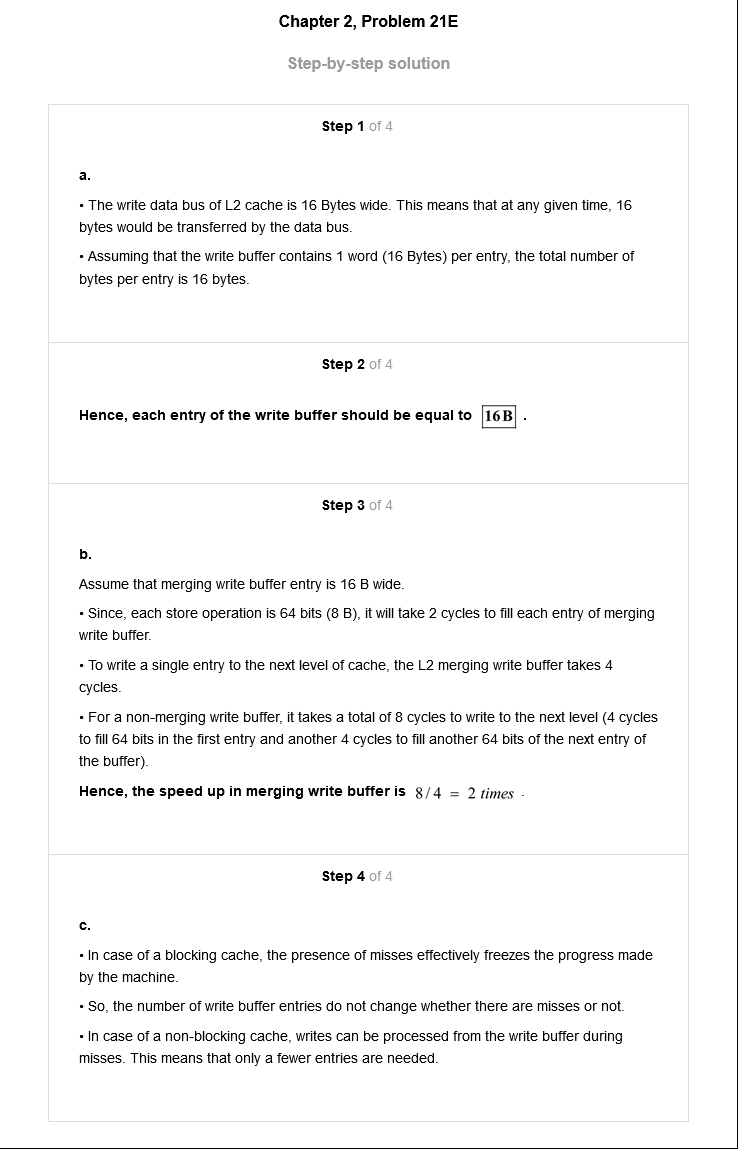 Chapter 2, Problem 21E
Step-by-step solution
Step 1 of 4
a.
• The write data bus of L2 cache is 16 Bytes wide. This means that at any given time, 16
bytes would be transferred by the data bus.
• Assuming that the write buffer contains 1 word (16 Bytes) per entry, the total number of
bytes per entry is 16 bytes.
Step 2 of 4
Hence, each entry of the write buffer should be equal to 16B .
Step 3 of 4
b.
Assume that merging write buffer entry is 16 B wide.
• Since, each store operation is 64 bits (8 B), it will take 2 cycles to fill each entry of merging
write buffer.
• To write a single entry to the next level of cache, the L2 merging write buffer takes 4
cycles.
• For a non-merging write buffer, it takes a total of 8 cycles to write to the next level (4 cycles
to fill 64 bits in the first entry and another 4 cycles to fill another 64 bits of the next entry of
the buffer).
Hence, the speed up in merging write buffer is 8/4 = 2 times .
Step 4 of 4
c.
• In case of a blocking cache, the presence of misses effectively freezes the progress made
by the machine.
• So, the number of write buffer entries do not change whether there are misses or not.
• In case of a non-blocking cache, writes can be processed from the write buffer during
misses. This means that only a fewer entries are needed.